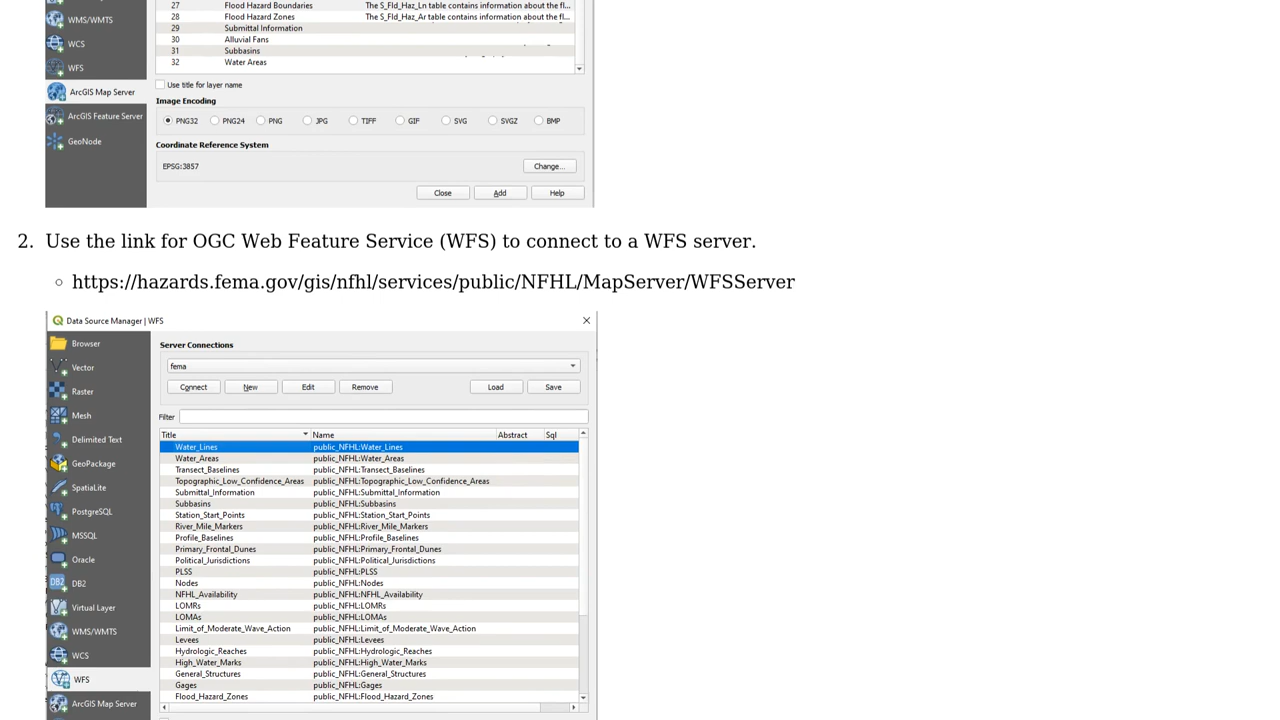 27 Flood Hazard Boundaries The S_Fld_Haz_Ln table contains information about the fl...
WMS/WMTS
28 Flood Hazard Zones The S_Fld_Haz_Ar table contains information about the fl...
29 Submittal Information
30 Alluvial Fans
WCS
31 Subbasins
32 Water Areas
WFS
Use title for layer name
ArcGIS Map Server
Image Encoding
ArcGIS Feature Server
PNG32 PNG24 PNG JPG TIFF GIF SVG SVGZ BMP
GeoNode
Coordinate Reference System
EPSG:3857 Change...
Close Add Help
2. Use the link for OGC Web Feature Service (WFS) to connect to a WFS server.
https://hazards.fema.gov/gis/nfhl/services/public/NFHL/MapServer/WFSServer
Data Source Manager | WFS
Browser
Server Connections
Vector
fema
Raster
Connect New Edit Remove Load Save
Mesh
Filter
Delimited Text
Title Name Abstract Sql
Water_Lines public_NFHL:Water_Lines
Water_Areas public_NFHL:Water_Areas
GeoPackage
Transect_Baselines public_NFHL:Transect_Baselines
Topographic_Low_Confidence_Areas public_NFHL:Topographic_Low_Confidence_Areas
SpatiaLite
Submittal_Information public_NFHL:Submittal_Information
Subbasins public_NFHL:Subbasins
PostgreSQL
Station_Start_Points public_NFHL:Station_Start_Points
River_Mile_Markers public_NFHL:River_Mile_Markers
MSSQL
Profile_Baselines public_NFHL:Profile_Baselines
Primary_Frontal_Dunes public_NFHL:Primary_Frontal_Dunes
Oracle
Political_Jurisdictions public_NFHL:Political_Jurisdictions
PLSS public_NFHL:PLSS
DB2 DB2
Nodes public_NFHL:Nodes
NFHL_Availability public_NFHL:NFHL_Availability
Virtual Layer
LOMRs public_NFHL:LOMRs
LOMAs public_NFHL:LOMAs
WMS/WMTS
Limit_of_Moderate_Wave_Action public_NFHL:Limit_of_Moderate_Wave_Action
Levees public_NFHL:Levees
WCS
Hydrologic_Reaches public_NFHL:Hydrologic_Reaches
High_Water_Marks public_NFHL:High_Water_Marks
WFS
General_Structures public_NFHL:General_Structures
Gages public_NFHL:Gages
Flood_Hazard_Zones public_NFHL:Flood_Hazard_Zones
ArcGIS Map Server